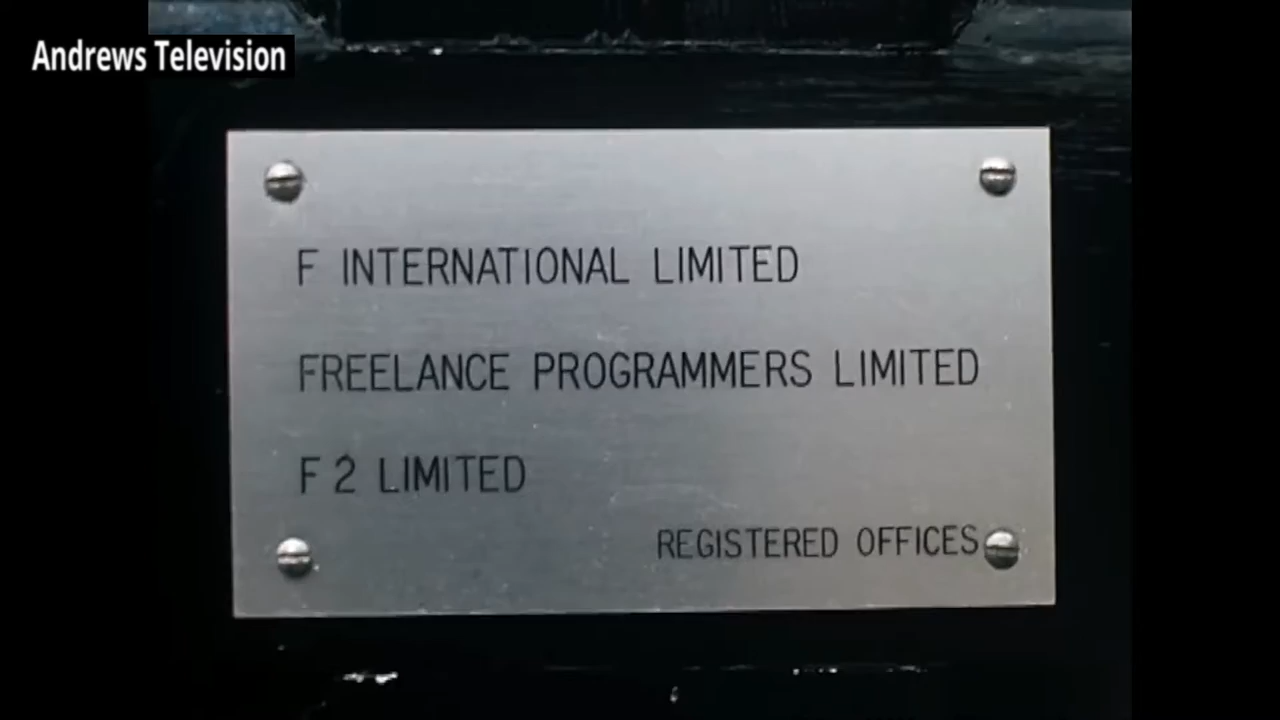 Andrews Television
F INTERNATIONAL LIMITED
FREELANCE PROGRAMMERS LIMITED
F 2 LIMITED
REGISTERED OFFICES